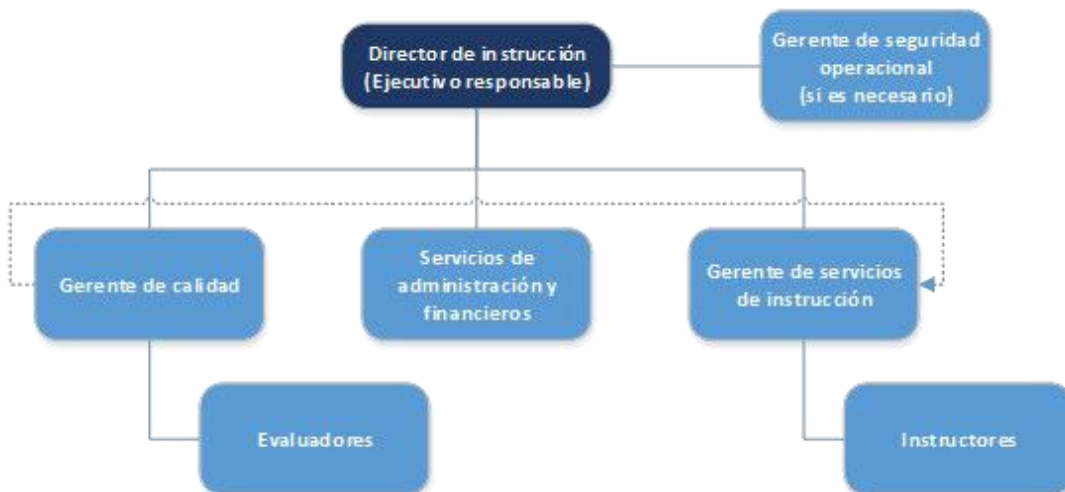 Director de instrucción
(Ejecutivo responsable)
Gerente de seguridad
operacional
(si es necesario)
Gerente de calidad
Servicios de
administración y
financieros
Gerente de servicios
de instrucción
Evaluadores
Instructores